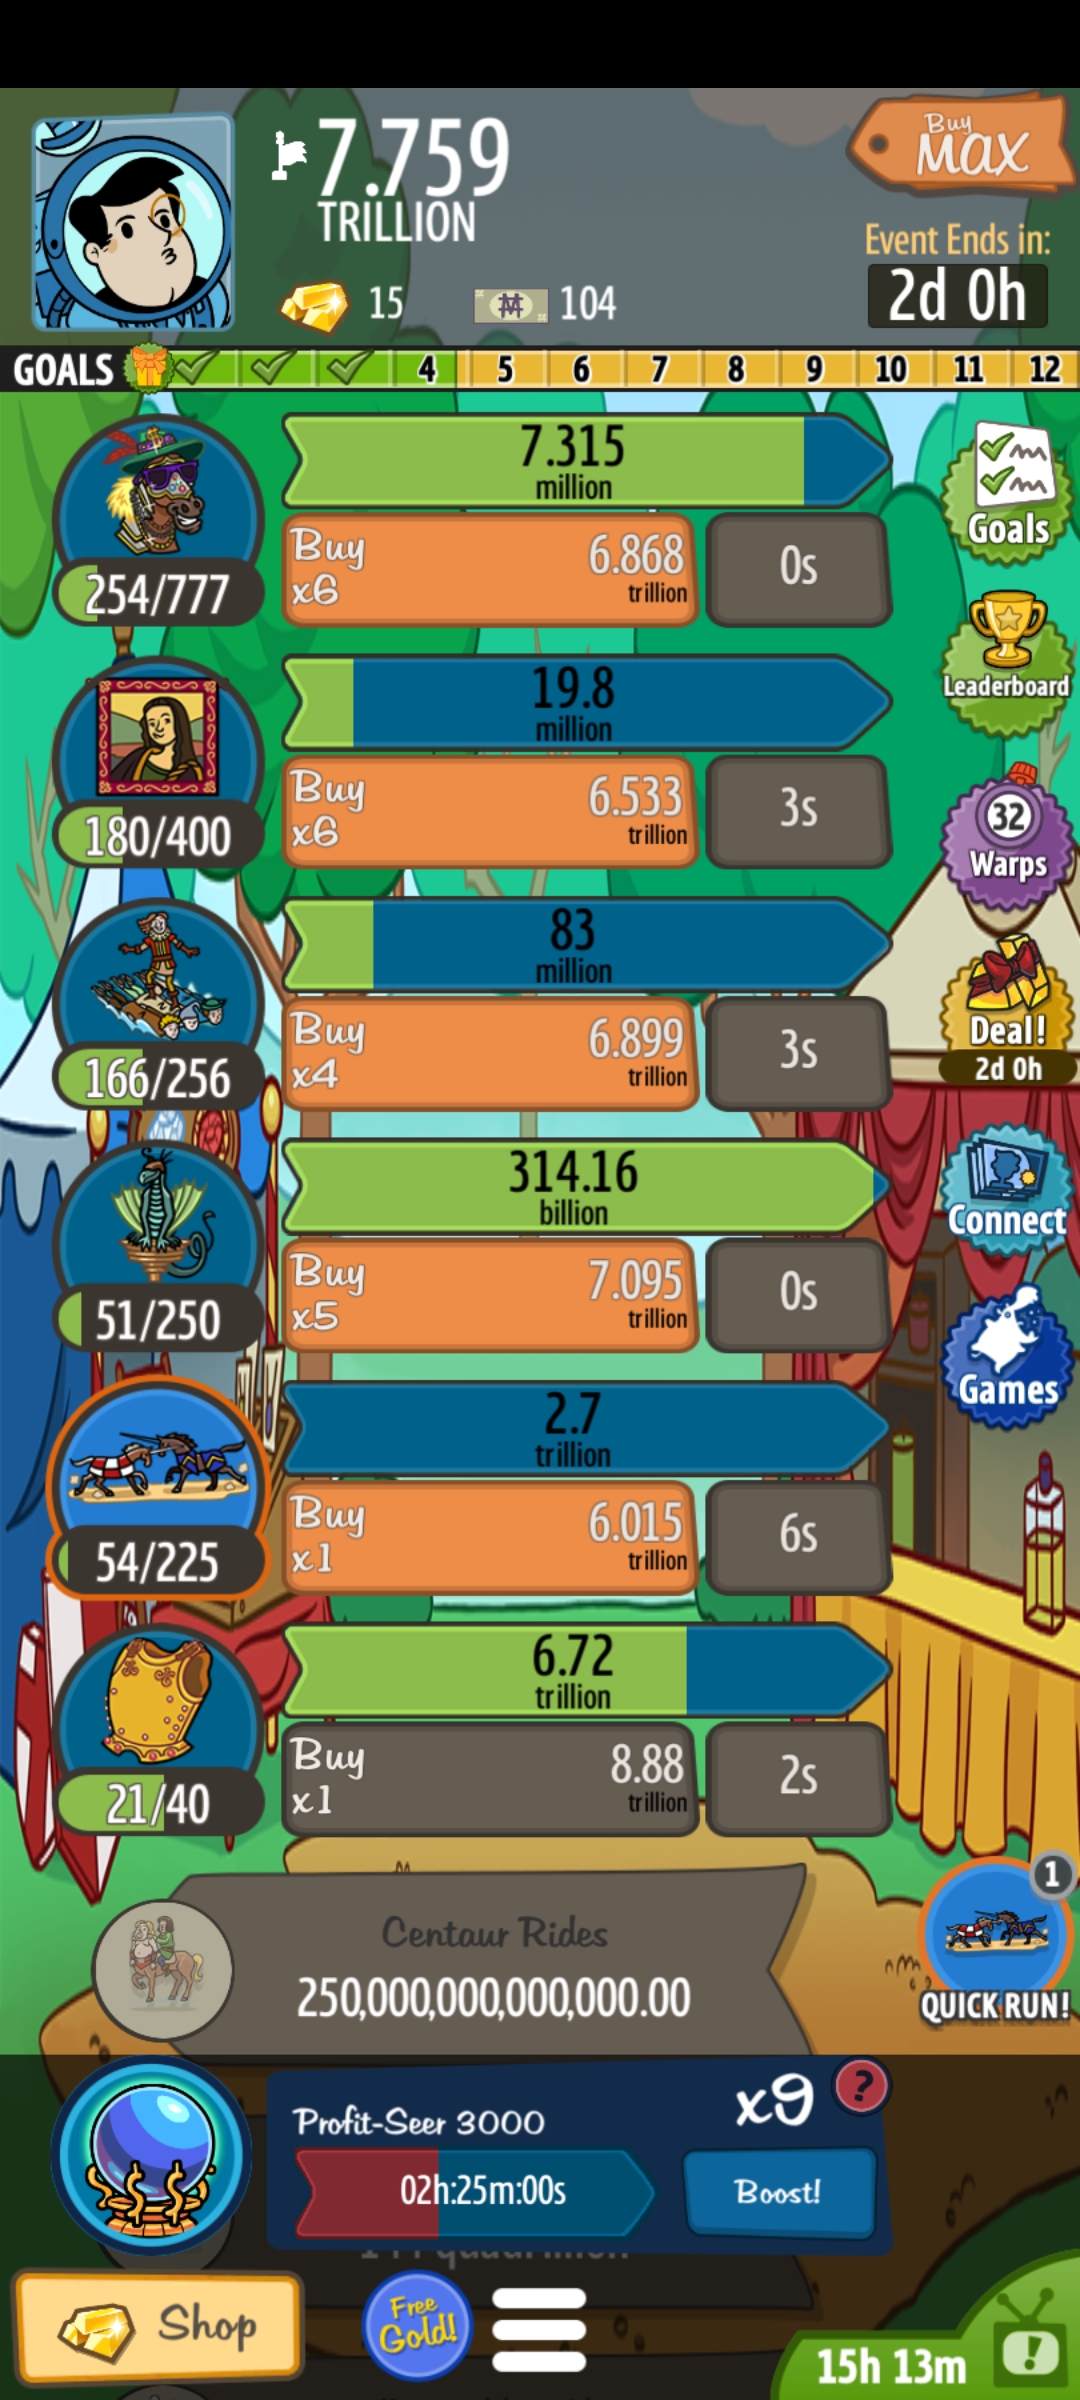 7.759
TRILLION
Buy
MAX
15
104
Event Ends in:
2d 0h
GOALS 4 5 6 7 8 9 10 11 12
7.315
million
254/777
Buy
x6
6.868
trillion
0s
Goals
19.8
million
180/400
Buy
x6
6.533
trillion
3s
Leaderboard
32
Warps
83
million
166/256
Buy
x4
6.899
trillion
3s
Deal!
2d 0h
314.16
billion
51/250
Buy
x5
7.095
trillion
0s
Connect
Games
2.7
trillion
54/225
Buy
x1
6.015
trillion
6s
6.72
trillion
21/40
Buy
x1
8.88
trillion
2s
Centaur Rides
250,000,000,000,000.00
1
QUICK RUN!
Profit-Seer 3000
x9
?
02h:25m:00s
Boost!
Shop
Free
Gold!
15h 13m
!